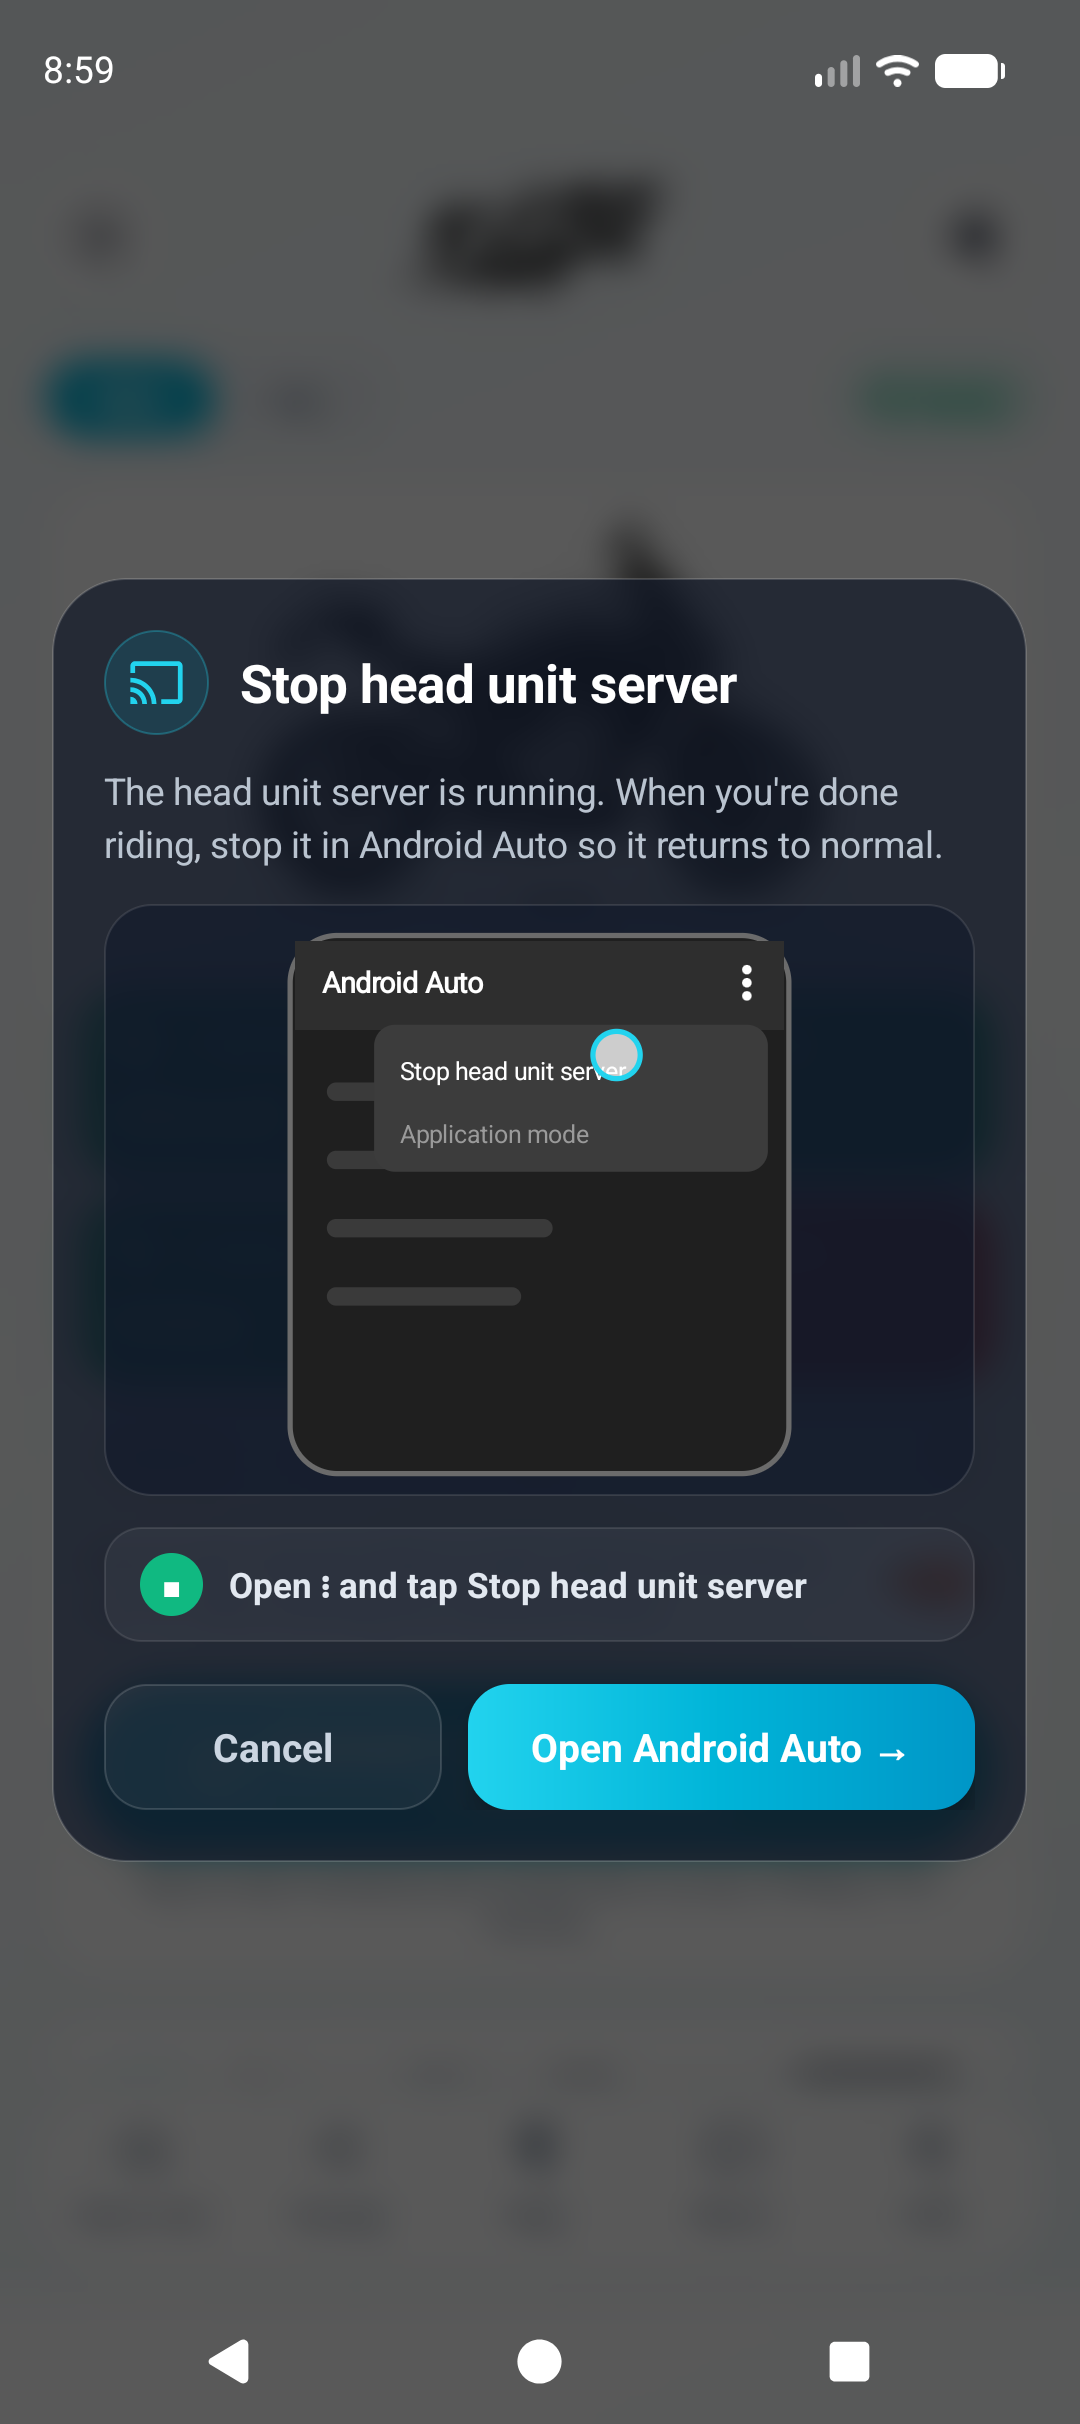 8:59
Stop head unit server
The head unit server is running. When you're done
riding, stop it in Android Auto so it returns to normal.
Android Auto
Stop head unit server
Application mode
Open ⋮ and tap Stop head unit server
Cancel
Open Android Auto →